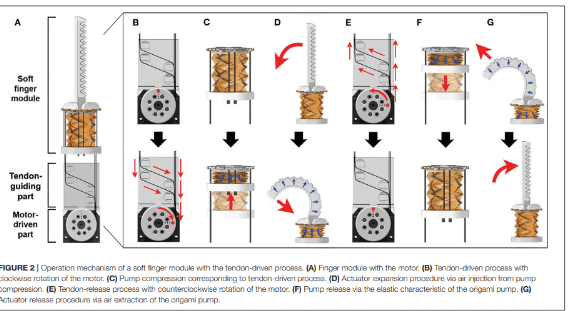 A B C D E F G
Soft
finger
module
Tendon-
guiding
part
Motor-
driven
part
FIGURE 2 | Operation mechanism of a soft finger module with the tendon-driven process. (A) Finger module with the motor. (B) Tendon-driven process with
clockwise rotation of the motor. (C) Pump compression corresponding to tendon-driven process. (D) Actuator expansion procedure via air injection from pump
compression. (E) Tendon-release process with counterclockwise rotation of the motor. (F) Pump release via the elastic characteristic of the origami pump. (G)
Actuator release procedure via air extraction of the origami pump.